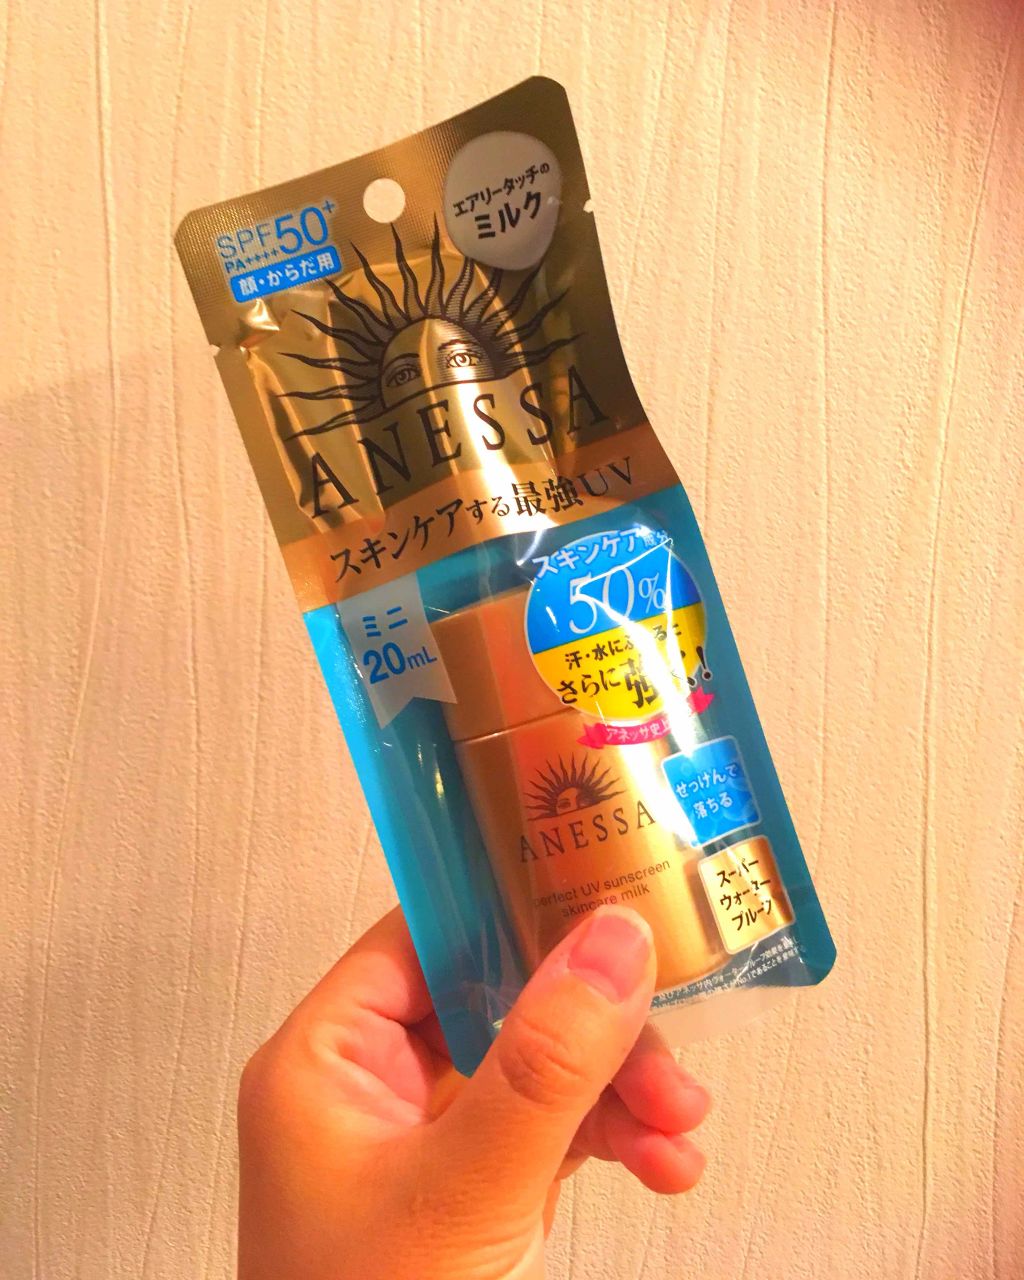 エアリータッチの
ミルク
SPF50+
PA++++
顔・からだ用
ANESSA
スキンケアする最強UV
スキンケア成分
50%
ミニ
20mL
汗・水に
さらに強く!
アネッサ史上
ANESSA
せっけんで
落ちる
perfect UV sunscreen
skincare milk
スーパー
ウォーター
プルーフ